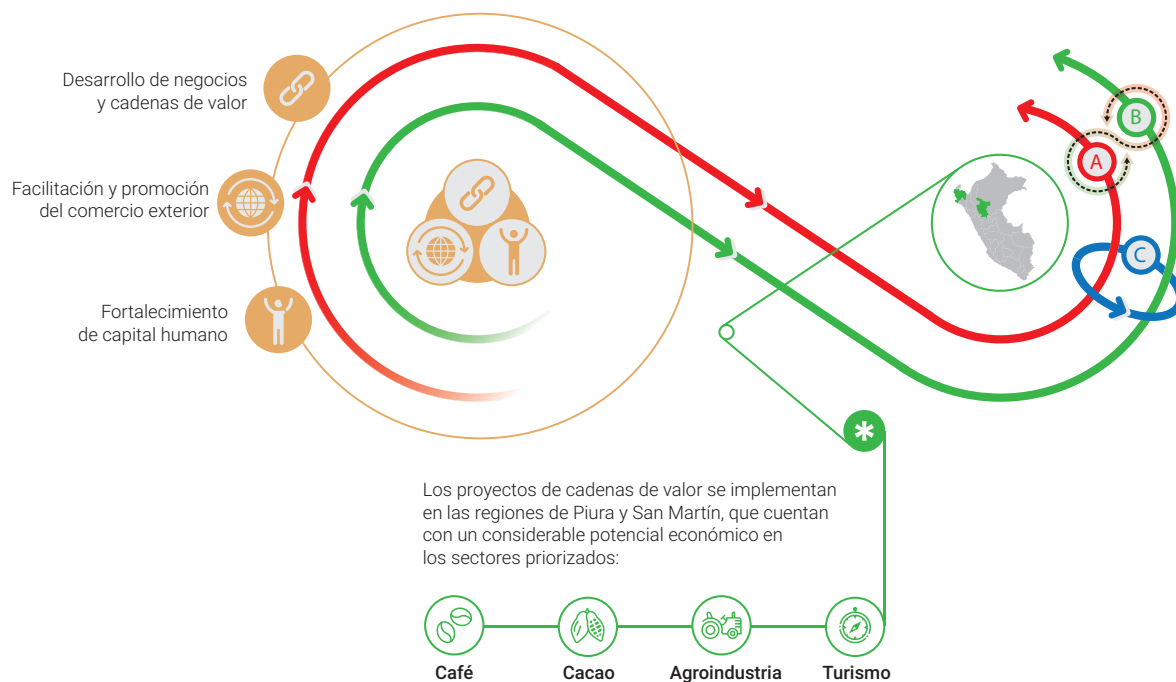 Desarrollo de negocios
y cadenas de valor
Facilitación y promoción
del comercio exterior
Fortalecimiento
de capital humano
B
A
C
*
Los proyectos de cadenas de valor se implementan
en las regiones de Piura y San Martín, que cuentan
con un considerable potencial económico en
los sectores priorizados:
Café
Cacao
Agroindustria
Turismo